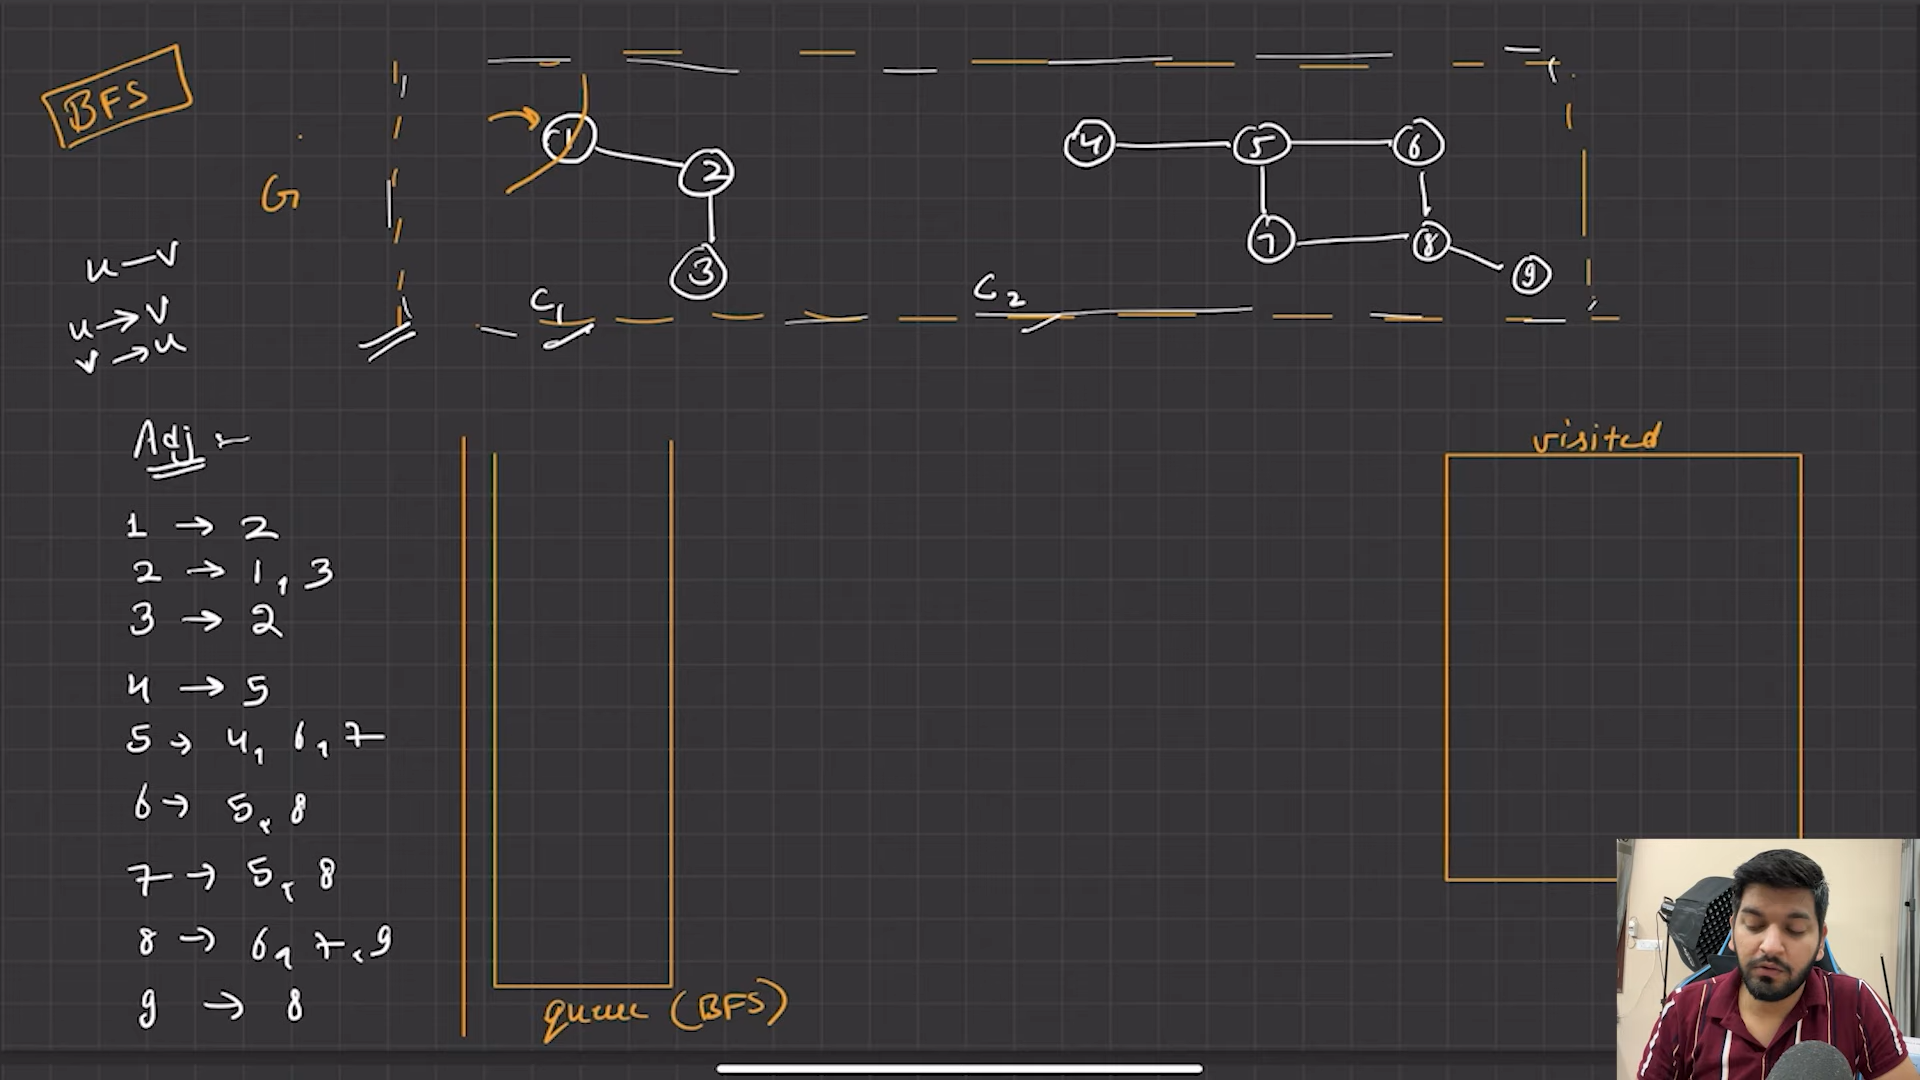 BFS
G
u — v
u → v
v → u
1
2
3
C1
4
5
6
7
8
9
C2
Adj -
1 → 2
2 → 1, 3
3 → 2
4 → 5
5 → 4, 6, 7
6 → 5, 8
7 → 5, 8
8 → 6, 7, 9
9 → 8
queue (BFS)
visited